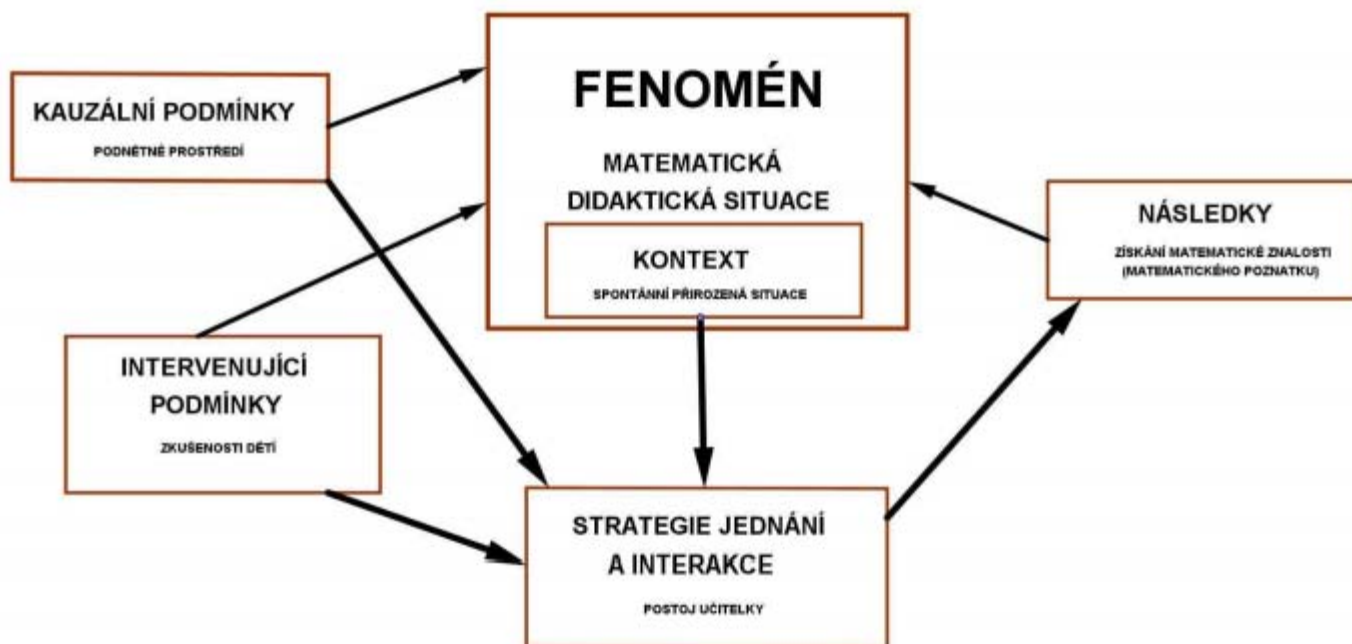 FENOMÉN
MATEMATICKÁ
DIDAKTICKÁ SITUACE
KONTEXT
SPONTÁNNÍ PŘIROZENÁ SITUACE
KAUZÁLNÍ PODMÍNKY
PODNĚTNÉ PROSTŘEDÍ
NÁSLEDKY
ZÍSKÁNÍ MATEMATICKÉ ZNALOSTI
(MATEMATICKÉHO POZNATKU)
INTERVENUJÍCÍ
PODMÍNKY
ZKUŠENOSTI DĚTÍ
STRATEGIE JEDNÁNÍ
A INTERAKCE
POSTOJ UČITELKY